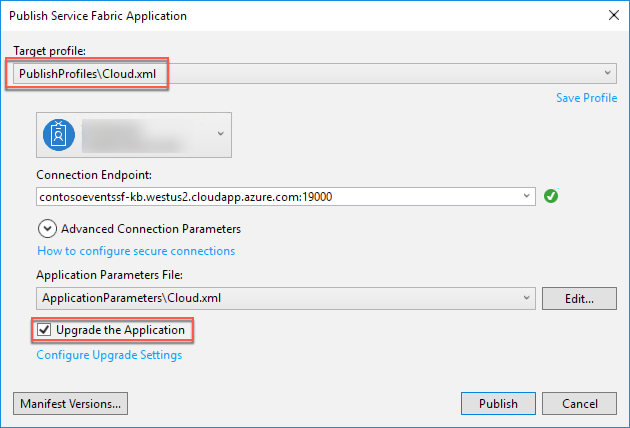 Publish Service Fabric Application
Target profile:
PublishProfiles\Cloud.xml
Save Profile
Connection Endpoint:
contosoeventssf-kb.westus2.cloudapp.azure.com:19000
Advanced Connection Parameters
How to configure secure connections
Application Parameters File:
ApplicationParameters\Cloud.xml
Edit...
Upgrade the Application
Configure Upgrade Settings
Manifest Versions...
Publish
Cancel